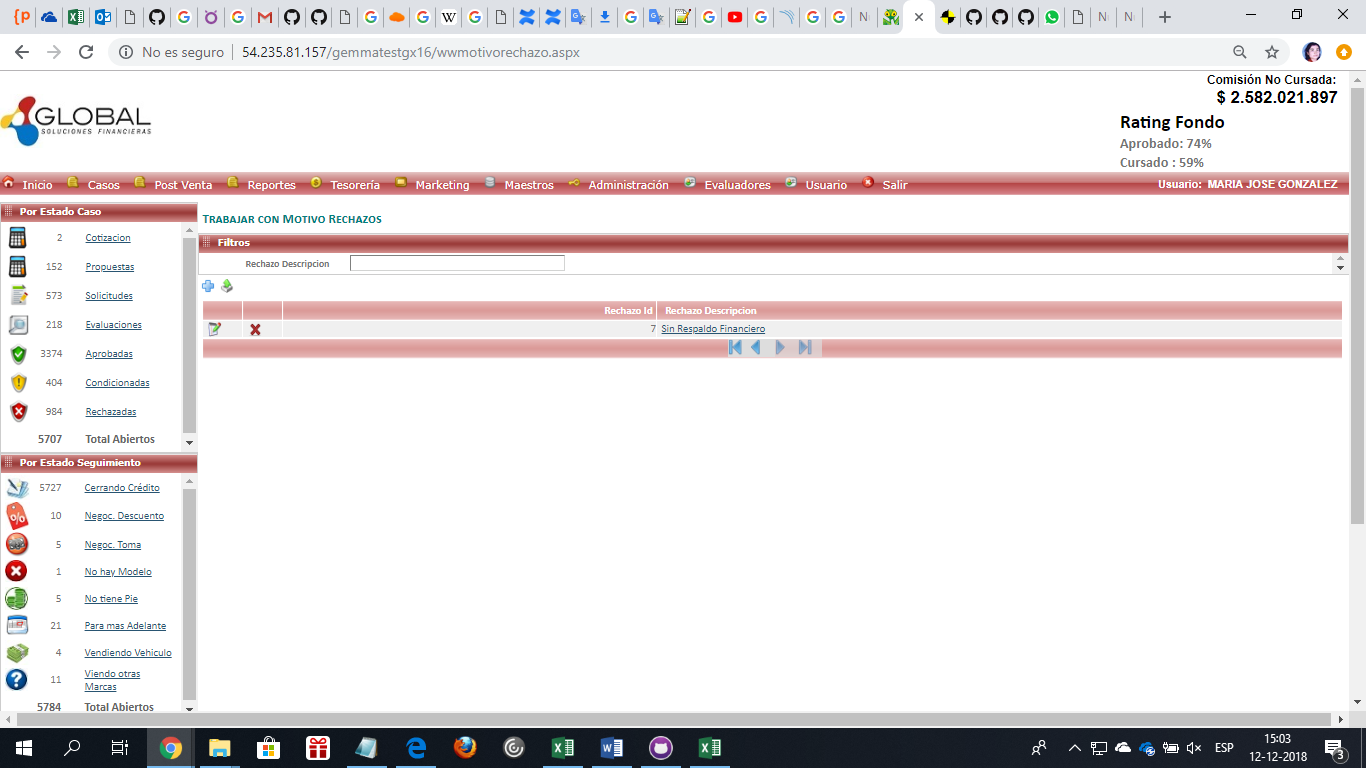 No es seguro
54.235.81.157/gemmatestgx16/wwmotivorechazo.aspx
GLOBAL
SOLUCIONES FINANCIERAS
Comisión No Cursada:
$ 2.582.021.897
Rating Fondo
Aprobado: 74%
Cursado : 59%
Inicio Casos Post Venta Reportes Tesorería Marketing Maestros Administración Evaluadores Usuario Salir
Usuario: MARIA JOSE GONZALEZ
Por Estado Caso
2 Cotizacion
152 Propuestas
573 Solicitudes
218 Evaluaciones
3374 Aprobadas
404 Condicionadas
984 Rechazadas
5707 Total Abiertos
Por Estado Seguimiento
5727 Cerrando Crédito
10 Negoc. Descuento
5 Negoc. Toma
1 No hay Modelo
5 No tiene Pie
21 Para mas Adelante
4 Vendiendo Vehiculo
11 Viendo otras
Marcas
5784 Total Abiertos
TRABAJAR CON MOTIVO RECHAZOS
Filtros
Rechazo Descripcion
Rechazo Id Rechazo Descripcion
7 Sin Respaldo Financiero
ESP
15:03
12-12-2018
3